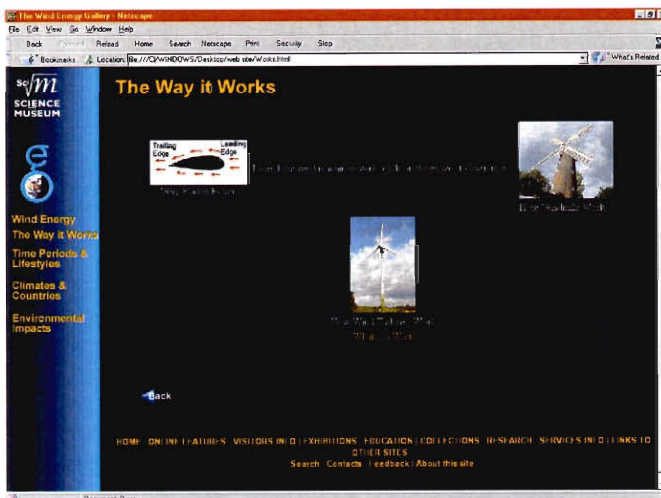 The Wind Energy Gallery - Netscape
File Edit View Go Window Help
Back Reload Home Search Netscape Print Security Stop
Bookmarks Location: file:///C|/WINDOWS/Desktop/web site/Works.html What's Related
The Way it Works
SCIENCE
MUSEUM
Trailing
Edge
Leading
Edge
Wind Energy
The Way it Works
Time Periods &
Lifestyles
Climates &
Countries
Environmental
Impacts
Back
HOME ONLINE FEATURES VISITORS INFO | EXHIBITIONS EDUCATION | COLLECTIONS RESEARCH SERVICES INFO | LINKS TO
OTHER SITES
Search Contacts Feedback | About this site